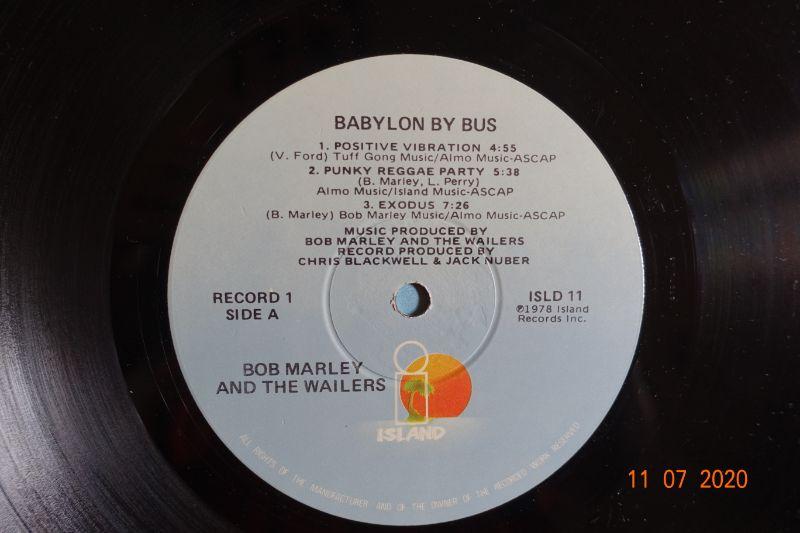 BABYLON BY BUS
1. POSITIVE VIBRATION 4:55
(V. Ford) Tuff Gong Music/Almo Music-ASCAP
2. PUNKY REGGAE PARTY 5:38
(B. Marley, L. Perry)
Almo Music/Island Music-ASCAP
3. EXODUS 7:26
(B. Marley) Bob Marley Music/Almo Music-ASCAP
MUSIC PRODUCED BY
BOB MARLEY AND THE WAILERS
RECORD PRODUCED BY
CHRIS BLACKWELL & JACK NUBER
RECORD 1
SIDE A
ISLD 11
℗1978 Island
Records Inc.
BOB MARLEY
AND THE WAILERS
ISLAND
ALL RIGHTS OF THE MANUFACTURER AND OF THE OWNER OF THE RECORDED WORK RESERVED
11 07 2020